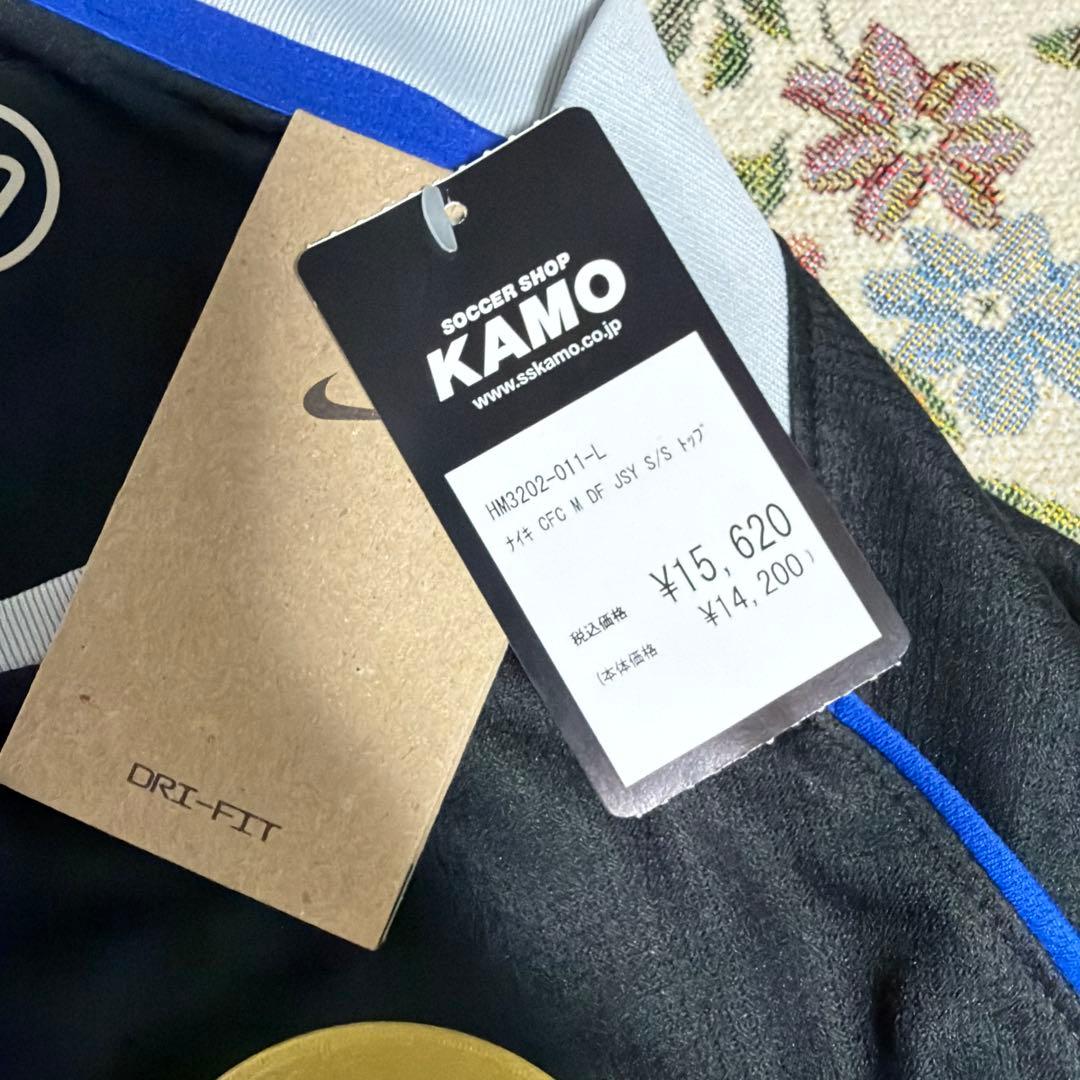 SOCCER SHOP
KAMO
www.sskamo.co.jp
HM3202-011-L
ナイキ CFC M DF JSY S/S トップ
税込価格 ¥15,620
(本体価格 ¥14,200)
DRI-FIT